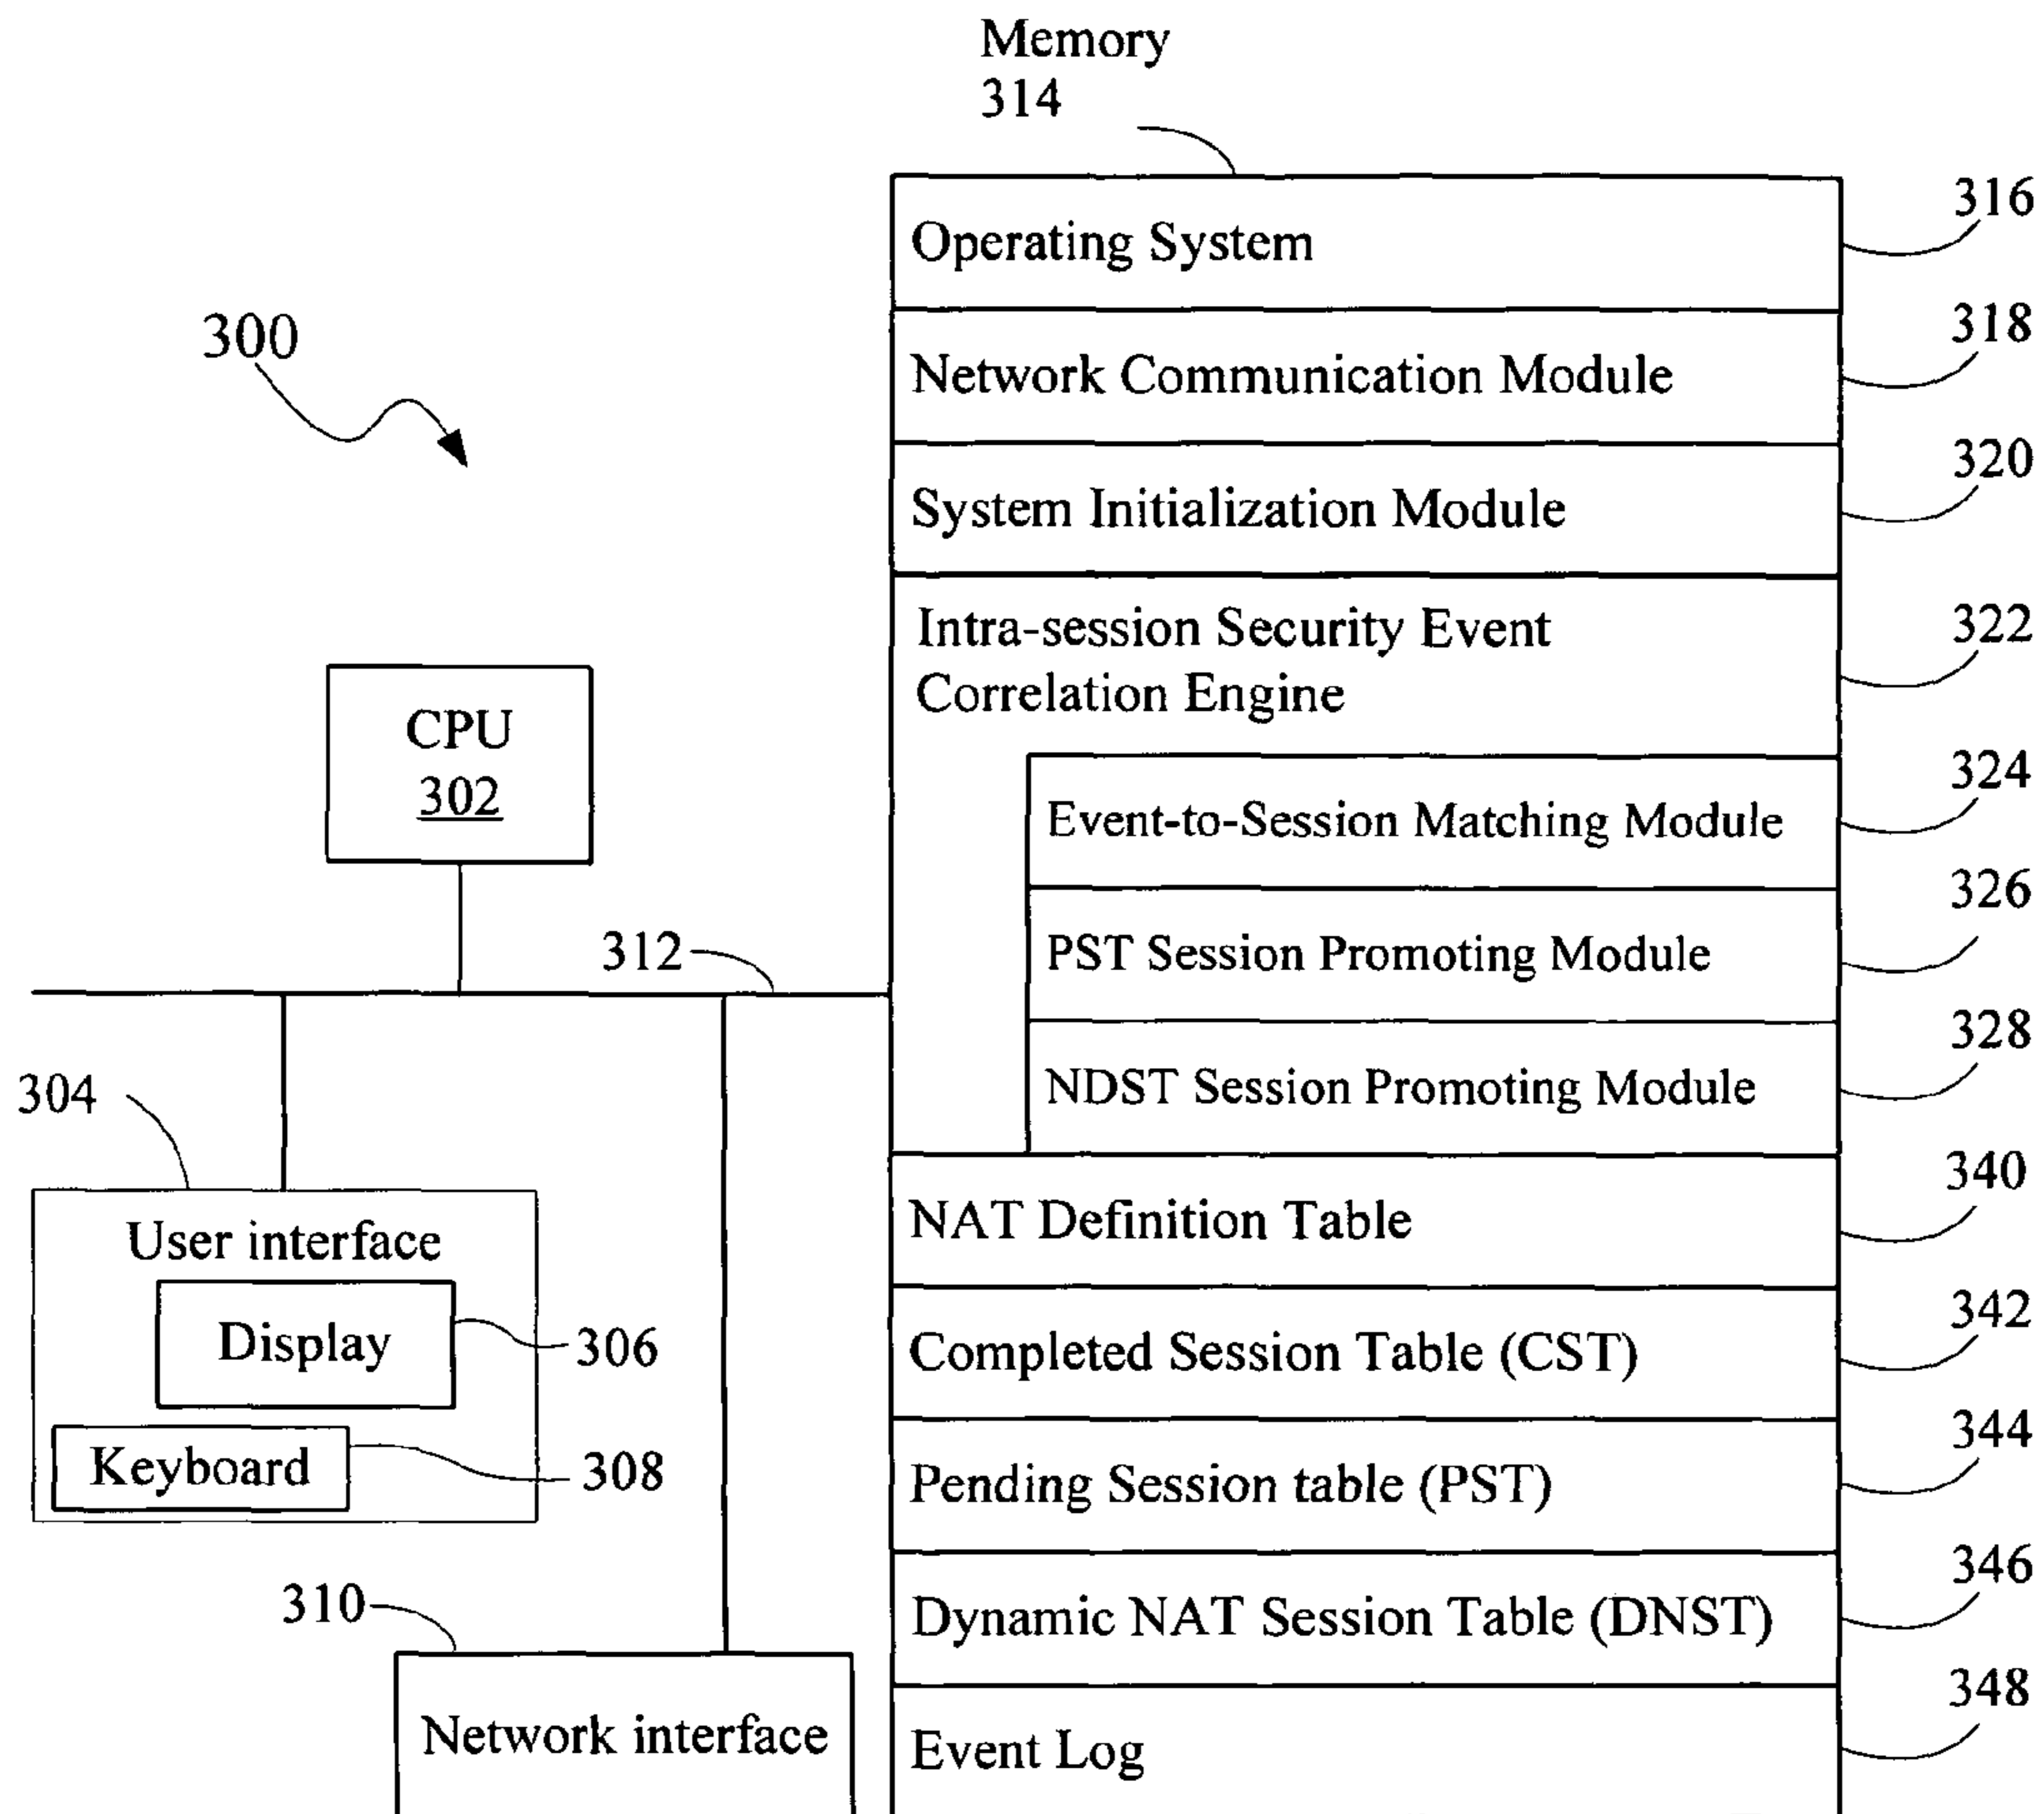 Memory
314
Operating System
316
Network Communication Module
318
System Initialization Module
320
Intra-session Security Event
Correlation Engine
322
Event-to-Session Matching Module
324
PST Session Promoting Module
326
NDST Session Promoting Module
328
NAT Definition Table
340
Completed Session Table (CST)
342
Pending Session table (PST)
344
Dynamic NAT Session Table (DNST)
346
Event Log
348
300
CPU
302
312
304
User interface
Display
306
Keyboard
308
310
Network interface